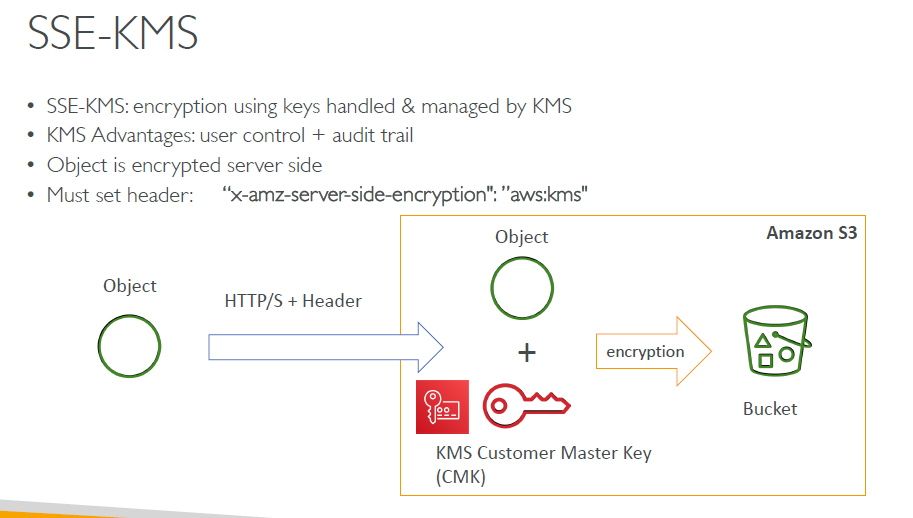 SSE-KMS
• SSE-KMS: encryption using keys handled & managed by KMS
• KMS Advantages: user control + audit trail
• Object is encrypted server side
• Must set header: “x-amz-server-side-encryption": ”aws:kms"
Amazon S3
Object
Object
HTTP/S + Header
+
encryption
Bucket
KMS Customer Master Key
(CMK)